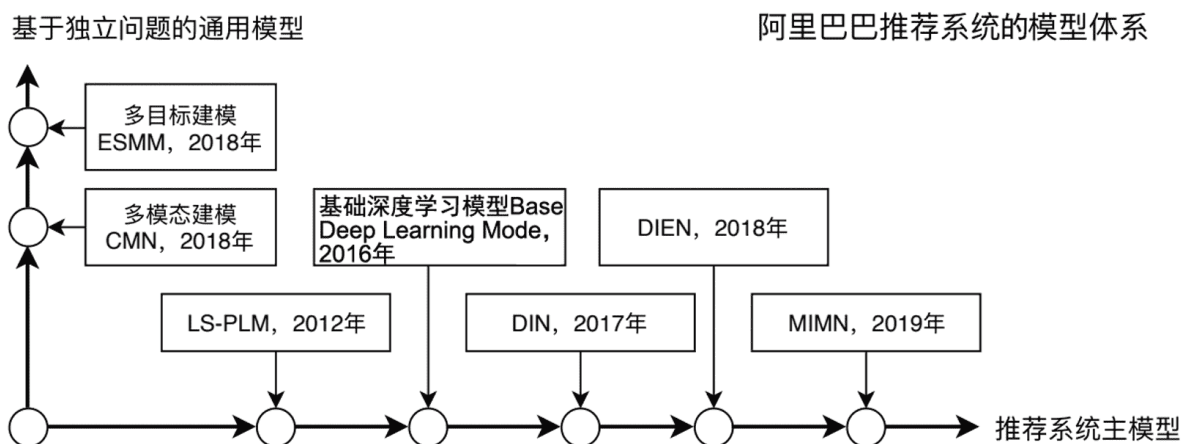 基于独立问题的通用模型
阿里巴巴推荐系统的模型体系
多目标建模
ESMM，2018年
多模态建模
CMN，2018年
基础深度学习模型Base
Deep Learning Mode，
2016年
DIEN，2018年
LS-PLM，2012年
DIN，2017年
MIMN，2019年
推荐系统主模型